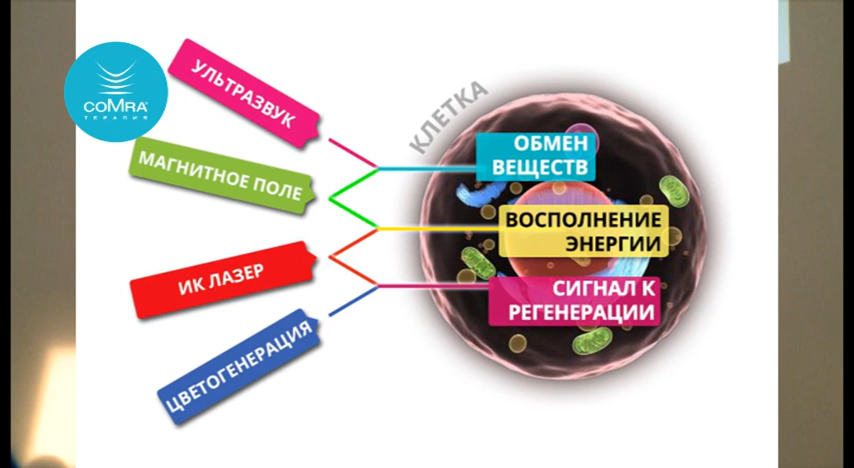 coMra
ТЕРАПИЯ
УЛЬТРАЗВУК
МАГНИТНОЕ ПОЛЕ
ИК ЛАЗЕР
ЦВЕТОГЕНЕРАЦИЯ
КЛЕТКА
ОБМЕН
ВЕЩЕСТВ
ВОСПОЛНЕНИЕ
ЭНЕРГИИ
СИГНАЛ К
РЕГЕНЕРАЦИИ